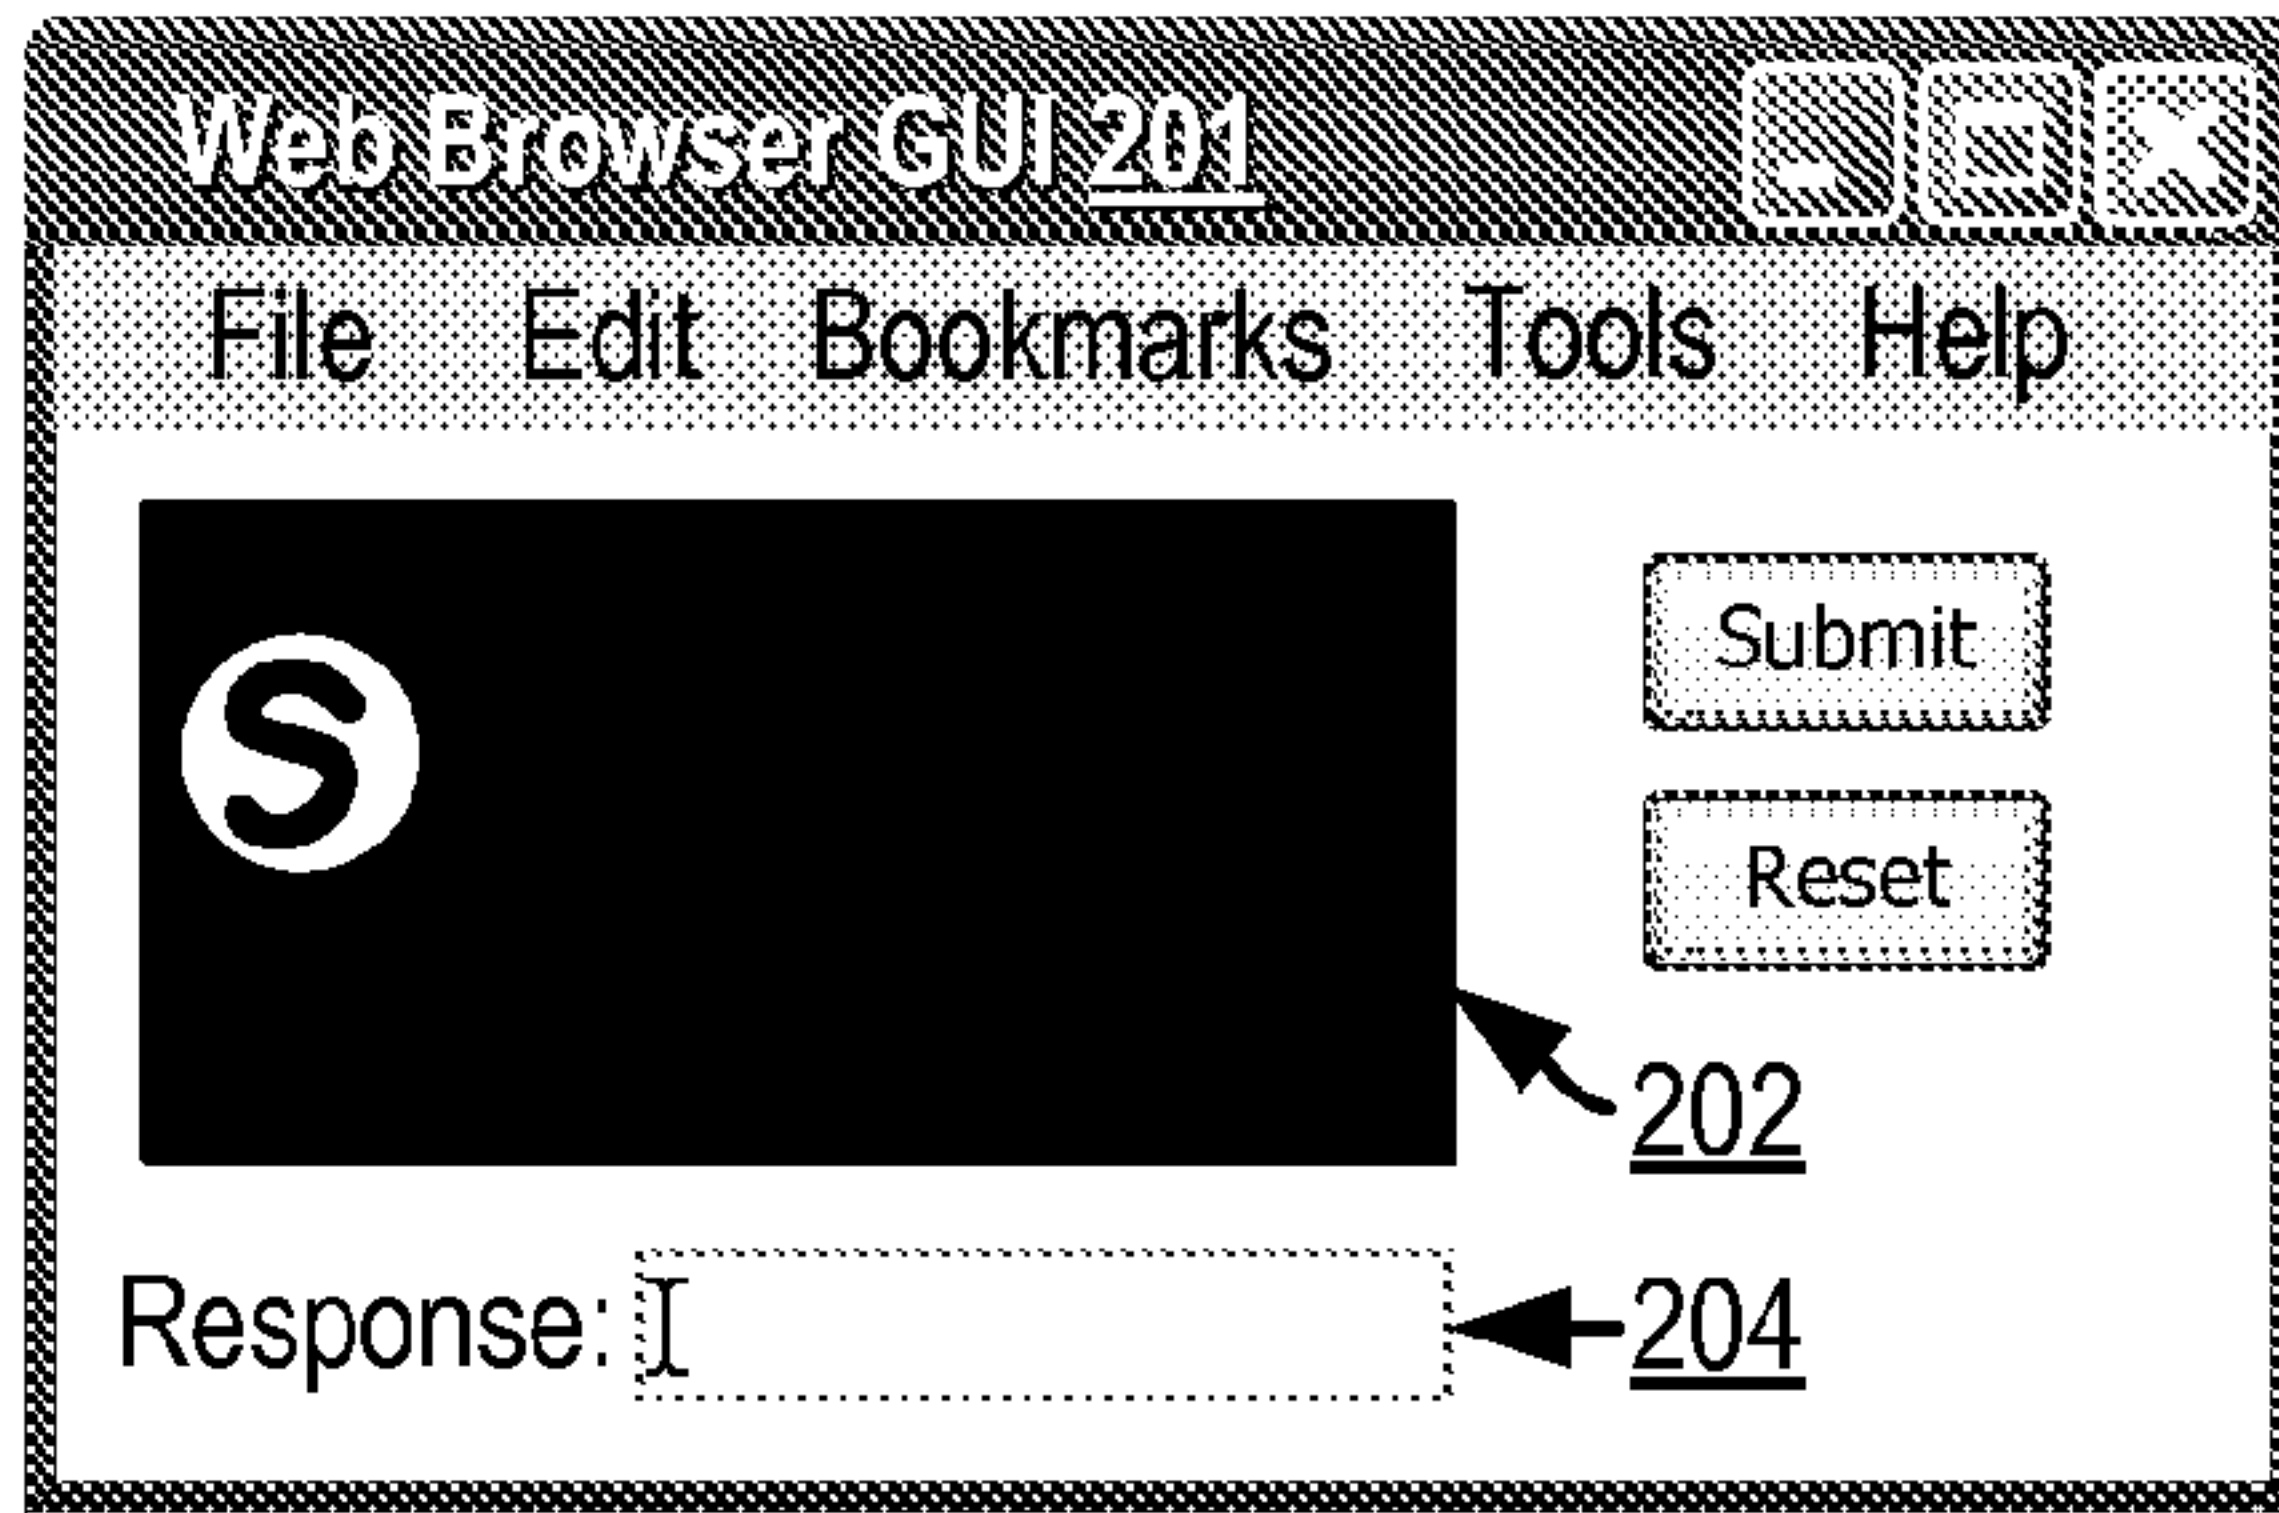 Web Browser GUI 201
File Edit Bookmarks Tools Help
S
Submit
Reset
202
Response:
204